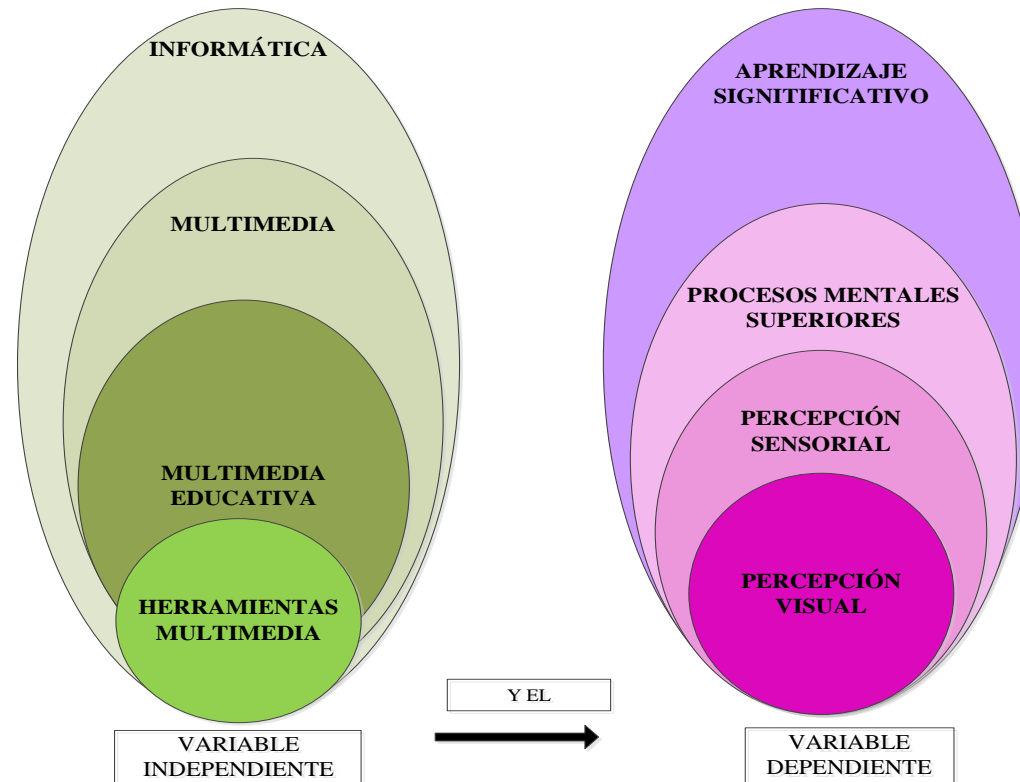 INFORMÁTICA
MULTIMEDIA
MULTIMEDIA
EDUCATIVA
HERRAMIENTAS
MULTIMEDIA
VARIABLE
INDEPENDIENTE
Y EL
APRENDIZAJE
SIGNITIFICATIVO
PROCESOS MENTALES
SUPERIORES
PERCEPCIÓN
SENSORIAL
PERCEPCIÓN
VISUAL
VARIABLE
DEPENDIENTE